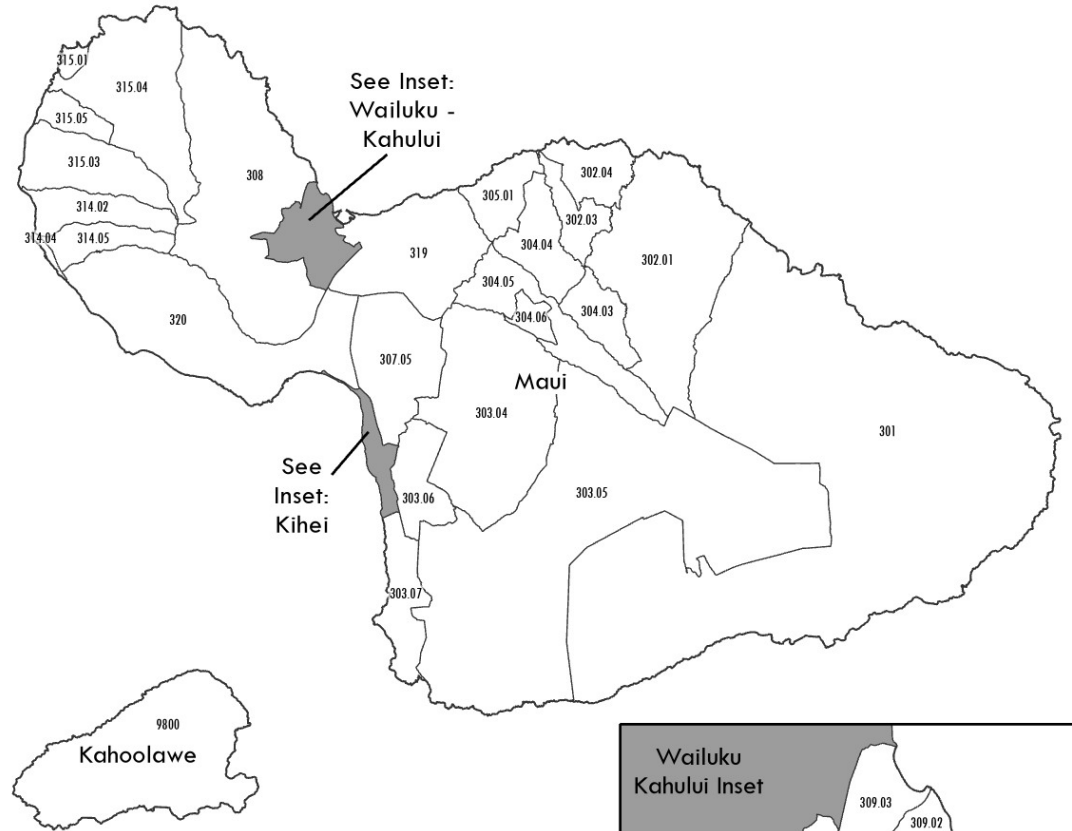 315.01
315.04
See Inset:
Wailuku -
Kahului
315.05
315.03
308
305.01
302.04
302.03
314.02
314.04
314.05
304.04
319
302.01
304.05
304.03
304.06
320
307.05
Maui
303.04
301
See
Inset:
Kihei
303.06
303.05
303.07
9800
Kahoolawe
Wailuku
Kahului Inset
309.03
309.02